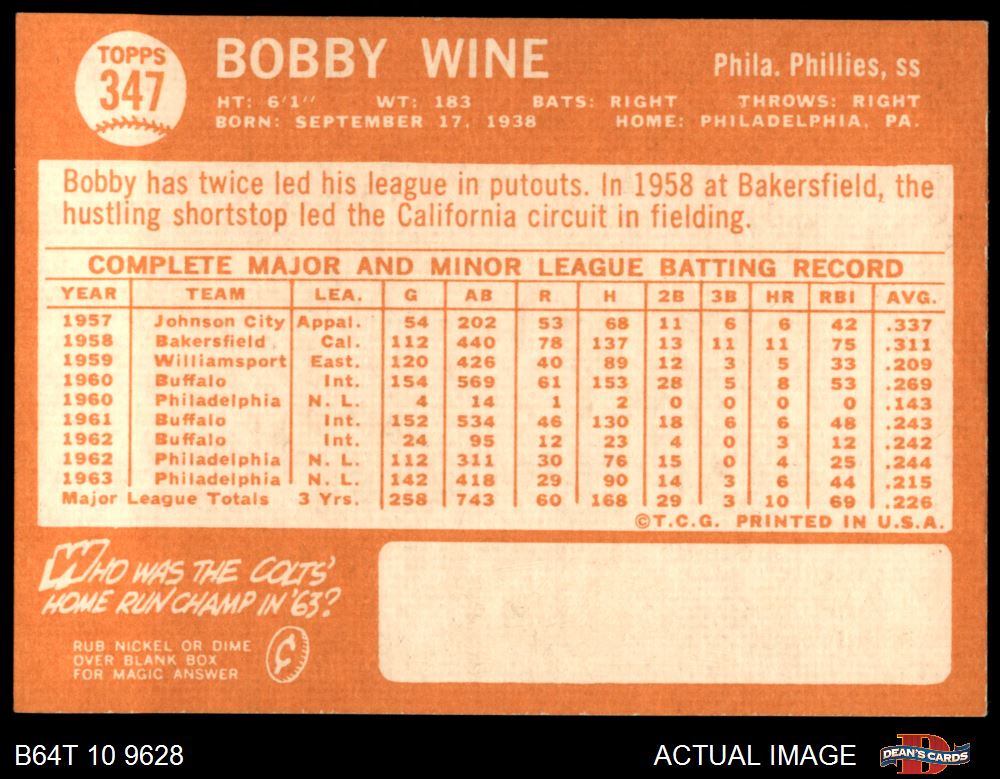 TOPPS
347
BOBBY WINE
Phila. Phillies, ss
HT: 6'1" WT: 183 BATS: RIGHT THROWS: RIGHT
BORN: SEPTEMBER 17, 1938 HOME: PHILADELPHIA, PA.
Bobby has twice led his league in putouts. In 1958 at Bakersfield, the
hustling shortstop led the California circuit in fielding.
COMPLETE MAJOR AND MINOR LEAGUE BATTING RECORD
YEAR TEAM LEA. G AB R H 2B 3B HR RBI AVG.
1957 Johnson City Appal. 54 202 53 68 11 6 6 42 .337
1958 Bakersfield Cal. 112 440 78 137 13 11 11 75 .311
1959 Williamsport East. 120 426 40 89 12 3 5 33 .209
1960 Buffalo Int. 154 569 61 153 28 5 8 53 .269
1960 Philadelphia N. L. 4 14 1 2 0 0 0 0 .143
1961 Buffalo Int. 152 534 46 130 18 6 6 48 .243
1962 Buffalo Int. 24 95 12 23 4 0 3 12 .242
1962 Philadelphia N. L. 112 311 30 76 15 0 4 25 .244
1963 Philadelphia N. L. 142 418 29 90 14 3 6 44 .215
Major League Totals 3 Yrs. 258 743 60 168 29 3 10 69 .226
©T.C.G. PRINTED IN U.S.A.
WHO WAS THE COLTS'
HOME RUN CHAMP IN '63?
RUB NICKEL OR DIME
OVER BLANK BOX
FOR MAGIC ANSWER
¢
B64T 10 9628
ACTUAL IMAGE
D
DEAN'S CARDS